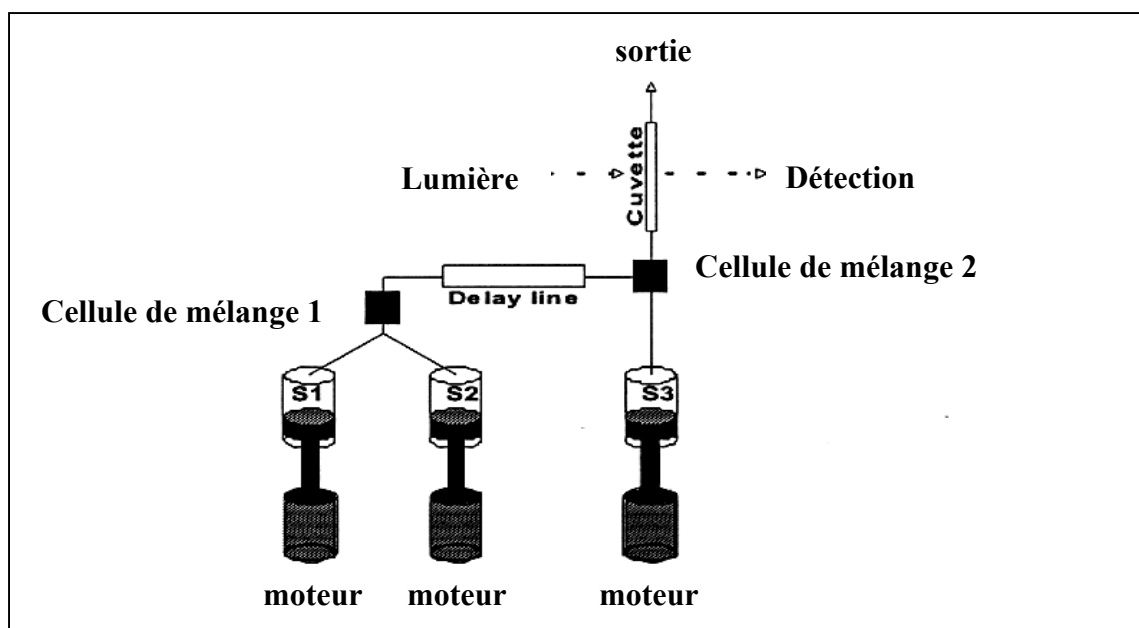 sortie
Lumière
Cuvette
Détection
Cellule de mélange 2
Delay line
Cellule de mélange 1
S1
S2
S3
moteur
moteur
moteur